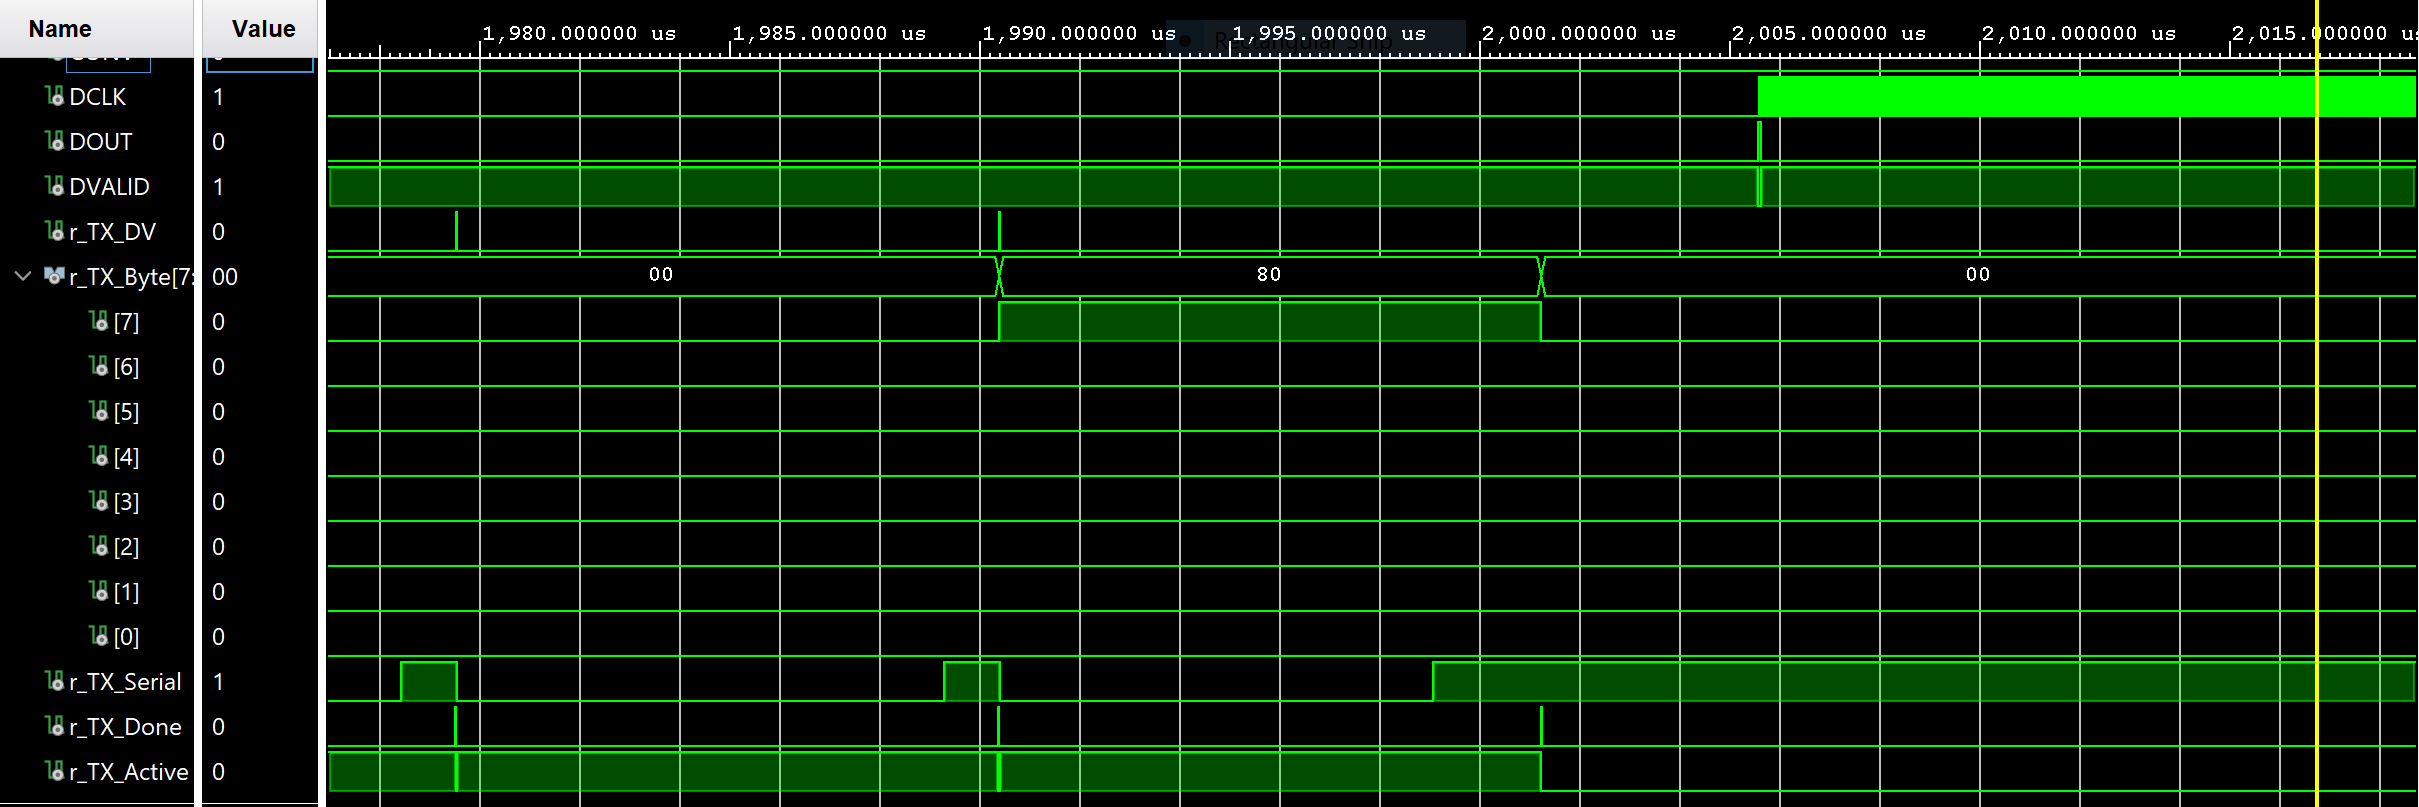 Name Value
1,980.000000 us 1,985.000000 us 1,990.000000 us 1,995.000000 us 2,000.000000 us 2,005.000000 us 2,010.000000 us 2,015.000000 us
DCLK 1
DOUT 0
DVALID 1
r_TX_DV 0
r_TX_Byte[7: 00 00 80 00
[7] 0
[6] 0
[5] 0
[4] 0
[3] 0
[2] 0
[1] 0
[0] 0
r_TX_Serial 1
r_TX_Done 0
r_TX_Active 0